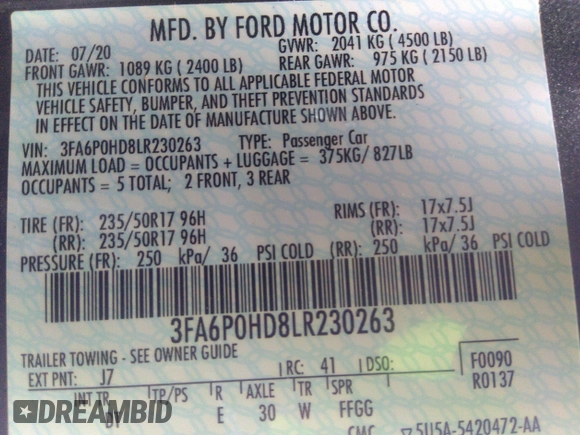 MFD. BY FORD MOTOR CO.
DATE: 07/20 GVWR: 2041 KG ( 4500 LB)
FRONT GAWR: 1089 KG ( 2400 LB) REAR GAWR: 975 KG ( 2150 LB)
THIS VEHICLE CONFORMS TO ALL APPLICABLE FEDERAL MOTOR
VEHICLE SAFETY, BUMPER, AND THEFT PREVENTION STANDARDS
IN EFFECT ON THE DATE OF MANUFACTURE SHOWN ABOVE.
VIN: 3FA6P0HD8LR230263 TYPE: Passenger Car
MAXIMUM LOAD = OCCUPANTS + LUGGAGE = 375KG/ 827LB
OCCUPANTS = 5 TOTAL; 2 FRONT, 3 REAR
TIRE (FR): 235/50R17 96H RIMS (FR): 17x7.5J
(RR): 235/50R17 96H (RR): 17x7.5J
PRESSURE (FR): 250 kPa/ 36 PSI COLD (RR): 250 kPa/ 36 PSI COLD
3FA6P0HD8LR230263
TRAILER TOWING - SEE OWNER GUIDE
EXT PNT: J7 RC: 41 DSO: F0090
R0137
INT TR TP/PS R AXLE TR SPR
DY E 30 W FFGG
5U5A-5420472-AA
DREAMBID